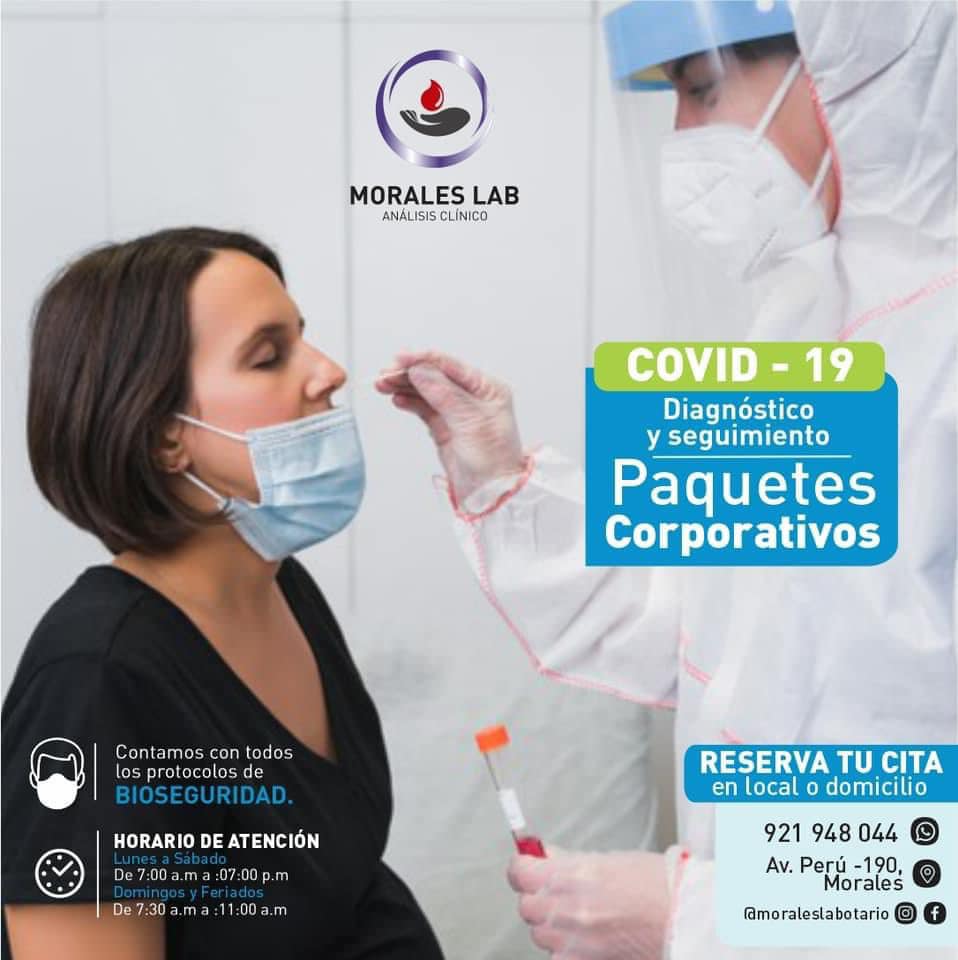 MORALES LAB
ANÁLISIS CLÍNICO
COVID - 19
Diagnóstico
y seguimiento
Paquetes
Corporativos
Contamos con todos
los protocolos de
BIOSEGURIDAD.
HORARIO DE ATENCIÓN
Lunes a Sábado
De 7:00 a.m a :07:00 p.m
Domingos y Feriados
De 7:30 a.m a :11:00 a.m
RESERVA TU CITA
en local o domicilio
921 948 044
Av. Perú -190,
Morales
@moraleslabotario